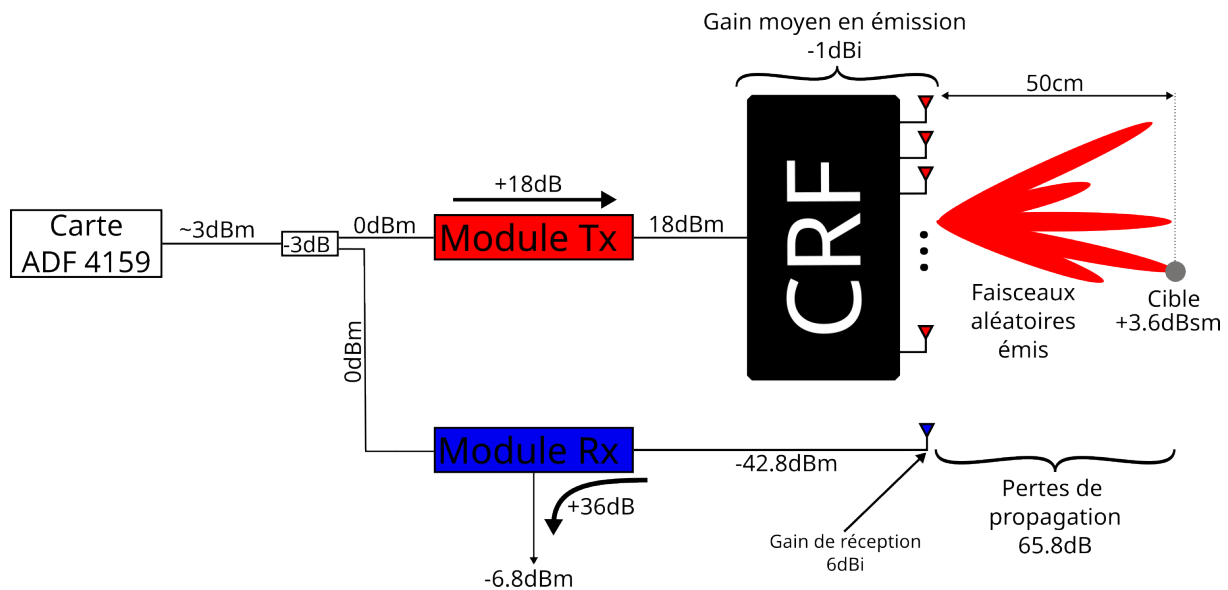 Gain moyen en émission
-1dBi
50cm
+18dB
Carte
ADF 4159
~3dBm
-3dB
0dBm
Module Tx
18dBm
CRF
Faisceaux
aléatoires
émis
Cible
+3.6dBsm
0dBm
Module Rx
-42.8dBm
+36dB
-6.8dBm
Gain de réception
6dBi
Pertes de
propagation
65.8dB